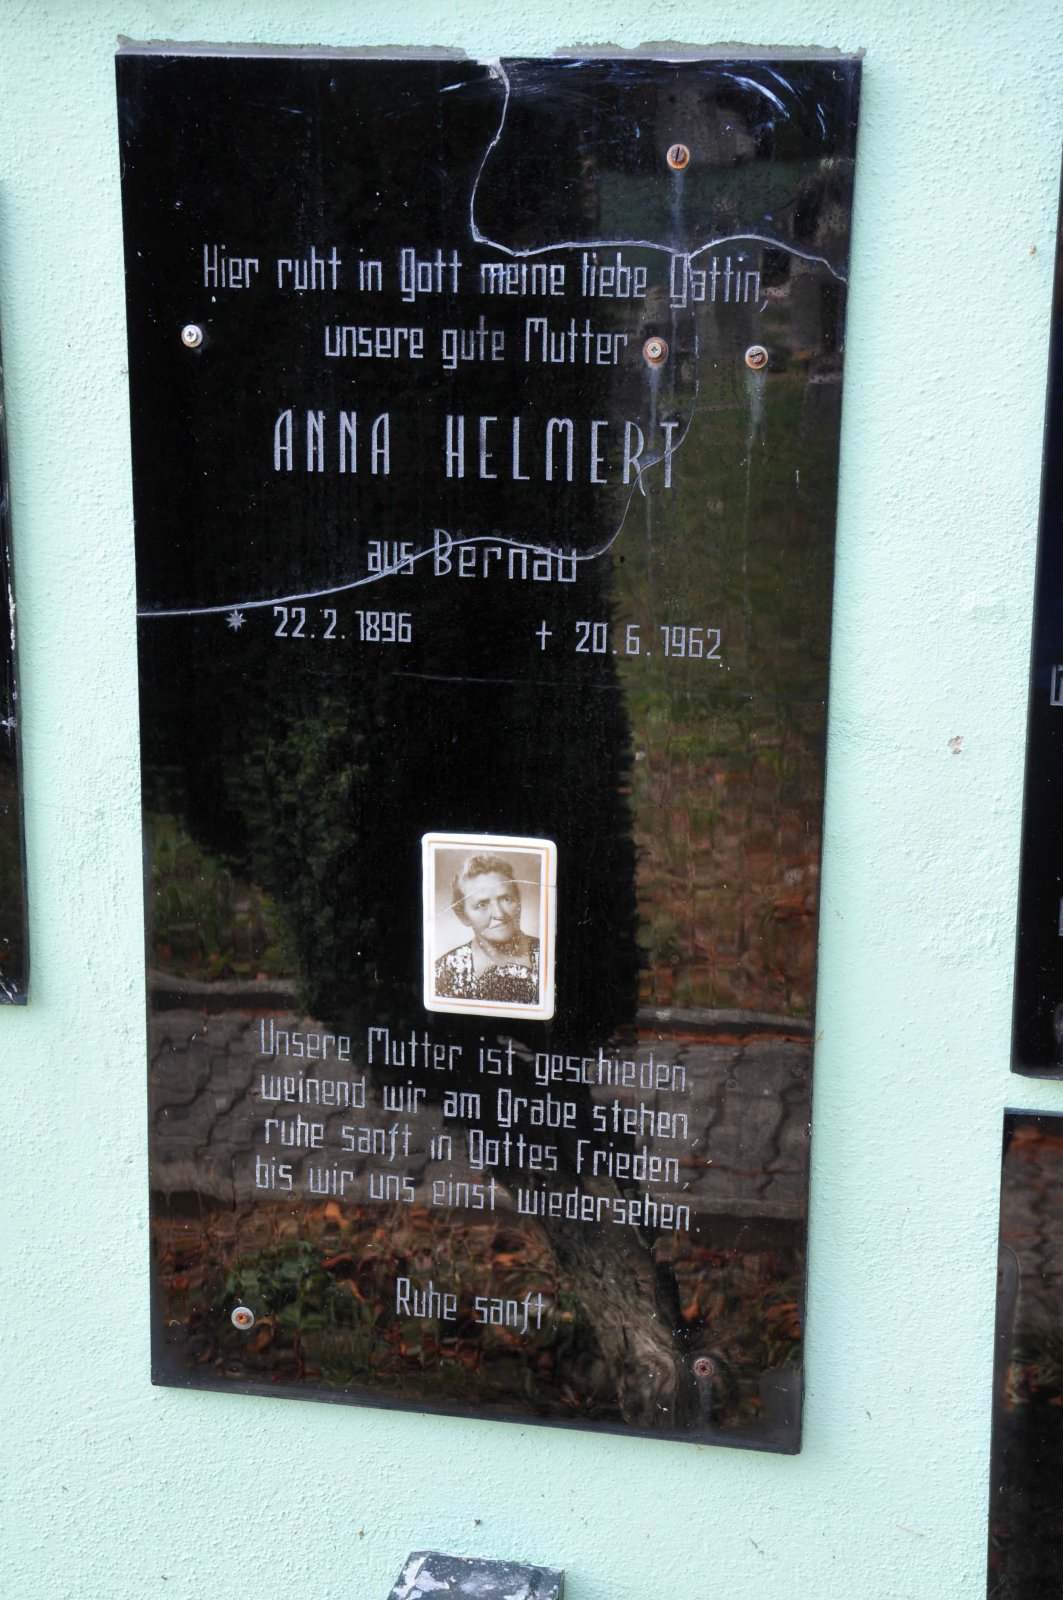 Hier ruht in Gott meine liebe Gattin,
unsere gute Mutter
ANNA HELMERT
aus Bernau
* 22.2.1896 † 20.6.1962
Unsere Mutter ist geschieden,
weinend wir am Grabe stehen,
ruhe sanft in Gottes Frieden,
bis wir uns einst wiedersehen.
Ruhe sanft